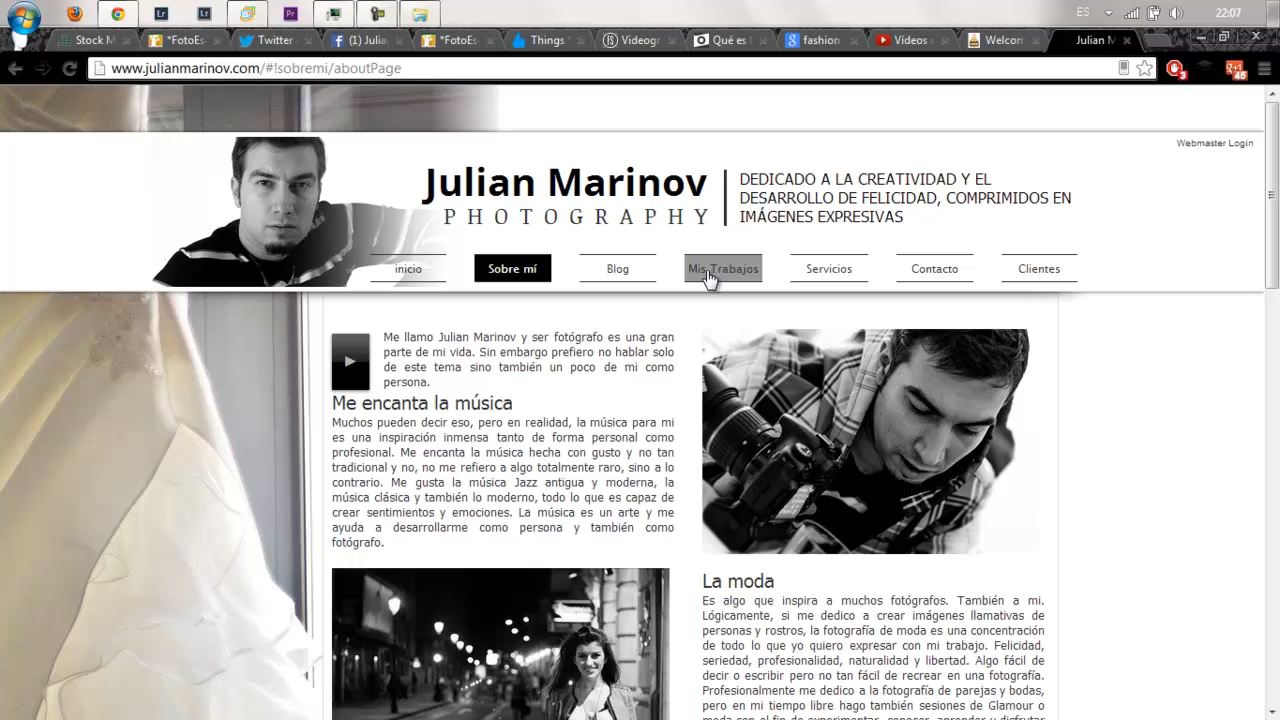 ES
22:07
Stock M
*FotoEs
Twitter
(1) Julia
*FotoEs
Things
Videogr
Qué es
fashion
Vídeos s
Welcom
Julian M
www.julianmarinov.com/#!sobremi/aboutPage
3
45
Webmaster Login
Julian Marinov
PHOTOGRAPHY
DEDICADO A LA CREATIVIDAD Y EL
DESARROLLO DE FELICIDAD, COMPRIMIDOS EN
IMÁGENES EXPRESIVAS
inicio
Sobre mí
Blog
Mis Trabajos
Servicios
Contacto
Clientes
Me llamo Julian Marinov y ser fotógrafo es una gran
parte de mi vida. Sin embargo prefiero no hablar solo
de este tema sino también un poco de mi como
persona.
Me encanta la música
Muchos pueden decir eso, pero en realidad, la música para mi
es una inspiración inmensa tanto de forma personal como
profesional. Me encanta la música hecha con gusto y no tan
tradicional y no, no me refiero a algo totalmente raro, sino a lo
contrario. Me gusta la música Jazz antigua y moderna, la
música clásica y también lo moderno, todo lo que es capaz de
crear sentimientos y emociones. La música es un arte y me
ayuda a desarrollarme como persona y también como
fotógrafo.
La moda
Es algo que inspira a muchos fotógrafos. También a mi.
Lógicamente, si me dedico a crear imágenes llamativas de
personas y rostros, la fotografía de moda es una concentración
de todo lo que yo quiero expresar con mi trabajo. Felicidad,
seriedad, profesionalidad, naturalidad y libertad. Algo fácil de
decir o escribir pero no tan fácil de recrear en una fotografía.
Profesionalmente me dedico a la fotografía de parejas y bodas,
pero en mi tiempo libre hago también sesiones de Glamour o
moda con el fin de experimentar, conocer, aprender y disfrutar